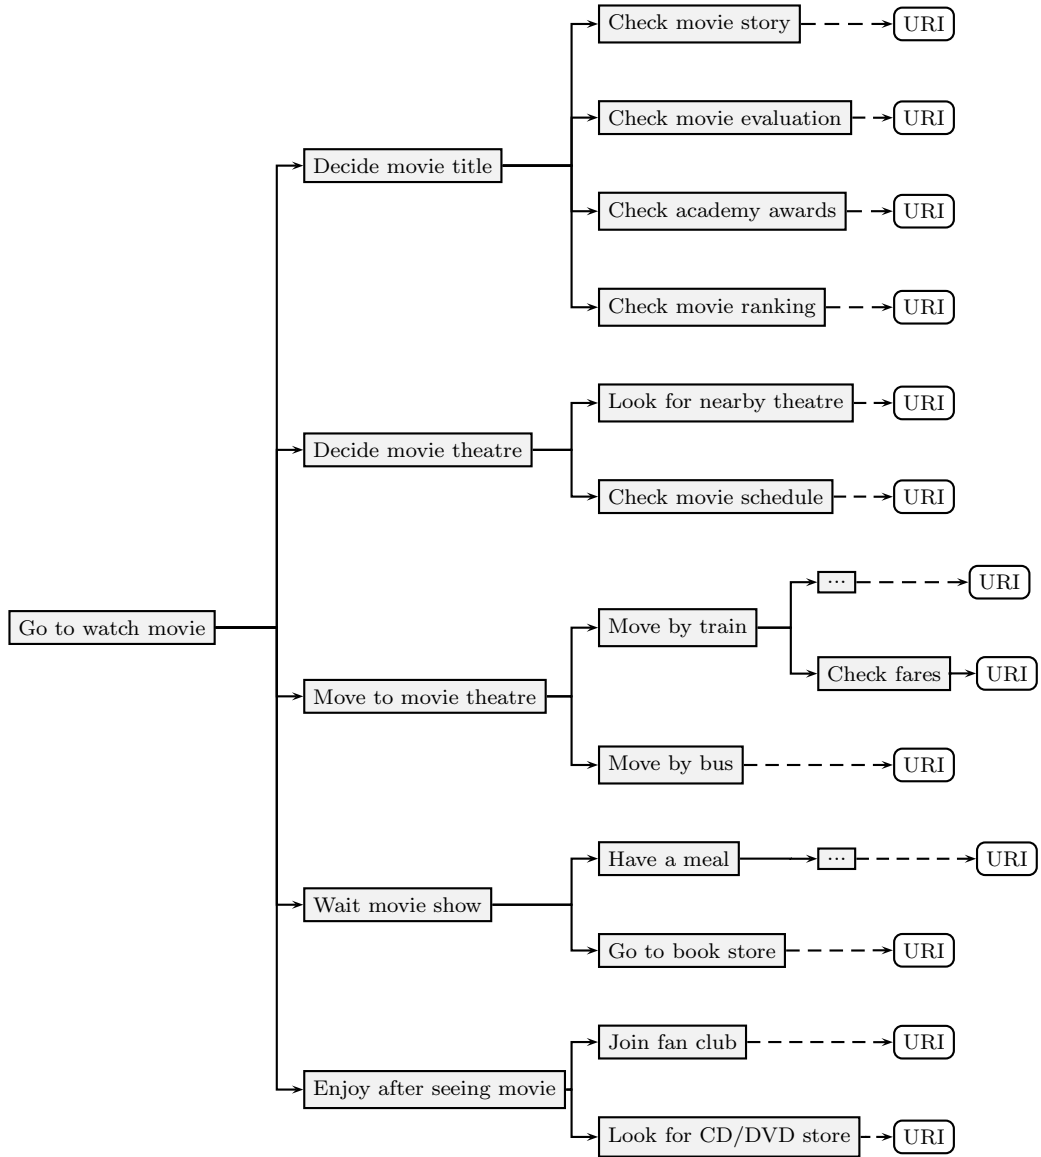 Check movie story
URI
Check movie evaluation
URI
Decide movie title
Check academy awards
URI
Check movie ranking
URI
Look for nearby theatre
URI
Decide movie theatre
Check movie schedule
URI
...
URI
Go to watch movie
Move by train
Check fares
URI
Move to movie theatre
Move by bus
URI
Have a meal
...
URI
Wait movie show
Go to book store
URI
Join fan club
URI
Enjoy after seeing movie
Look for CD/DVD store
URI